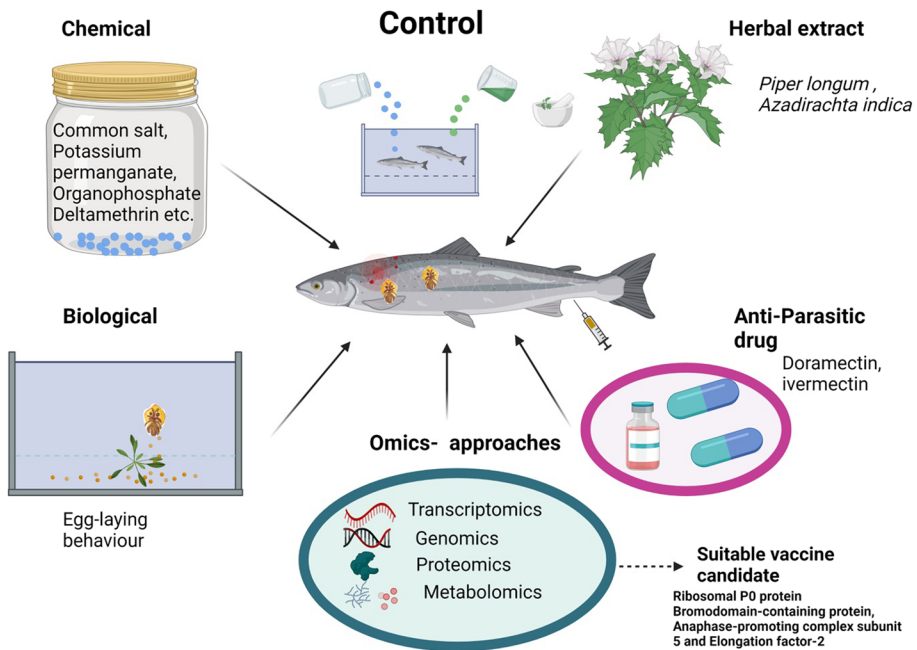 Control
Chemical
Common salt,
Potassium
permanganate,
Organophosphate
Deltamethrin etc.
Herbal extract
Piper longum ,
Azadirachta indica
Biological
Egg-laying
behaviour
Anti-Parasitic
drug
Doramectin,
ivermectin
Omics- approaches
Transcriptomics
Genomics
Proteomics
Metabolomics
Suitable vaccine
candidate
Ribosomal P0 protein
Bromodomain-containing protein,
Anaphase-promoting complex subunit
5 and Elongation factor-2